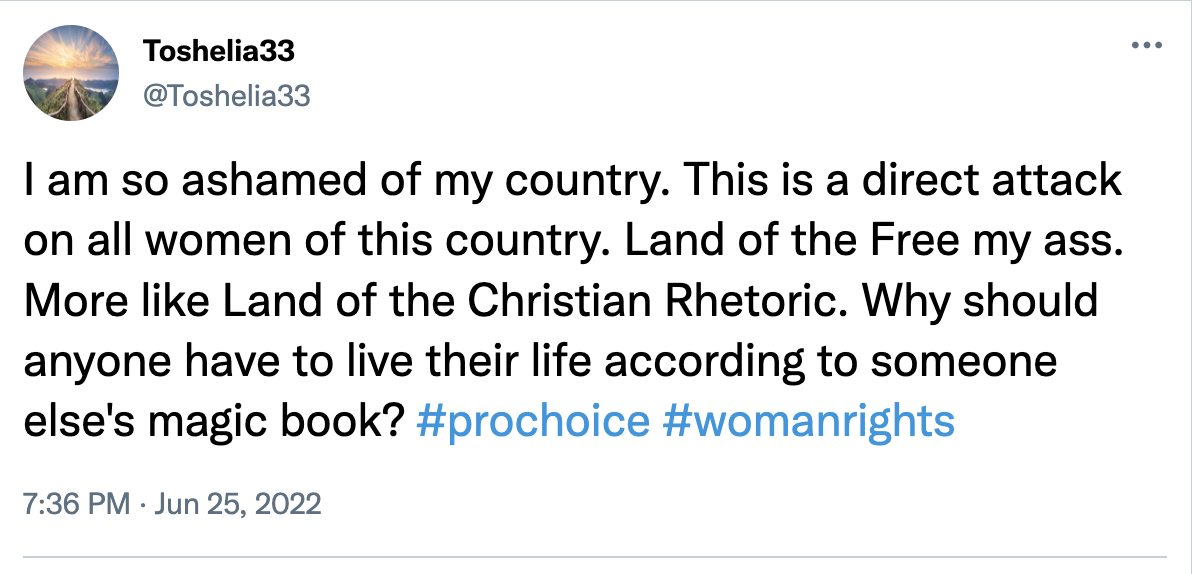 Toshelia33
@Toshelia33
I am so ashamed of my country. This is a direct attack
on all women of this country. Land of the Free my ass.
More like Land of the Christian Rhetoric. Why should
anyone have to live their life according to someone
else's magic book? #prochoice #womanrights
7:36 PM · Jun 25, 2022